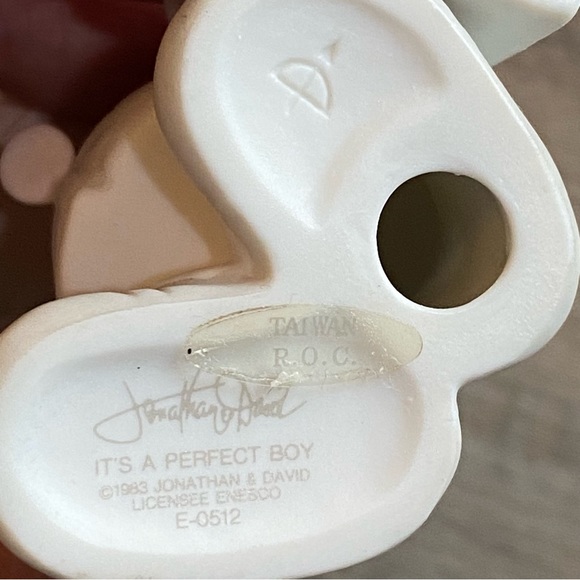 TAIWAN
R.O.C.
Jonathan & David
IT'S A PERFECT BOY
©1983 JONATHAN & DAVID
LICENSEE ENESCO
E-0512